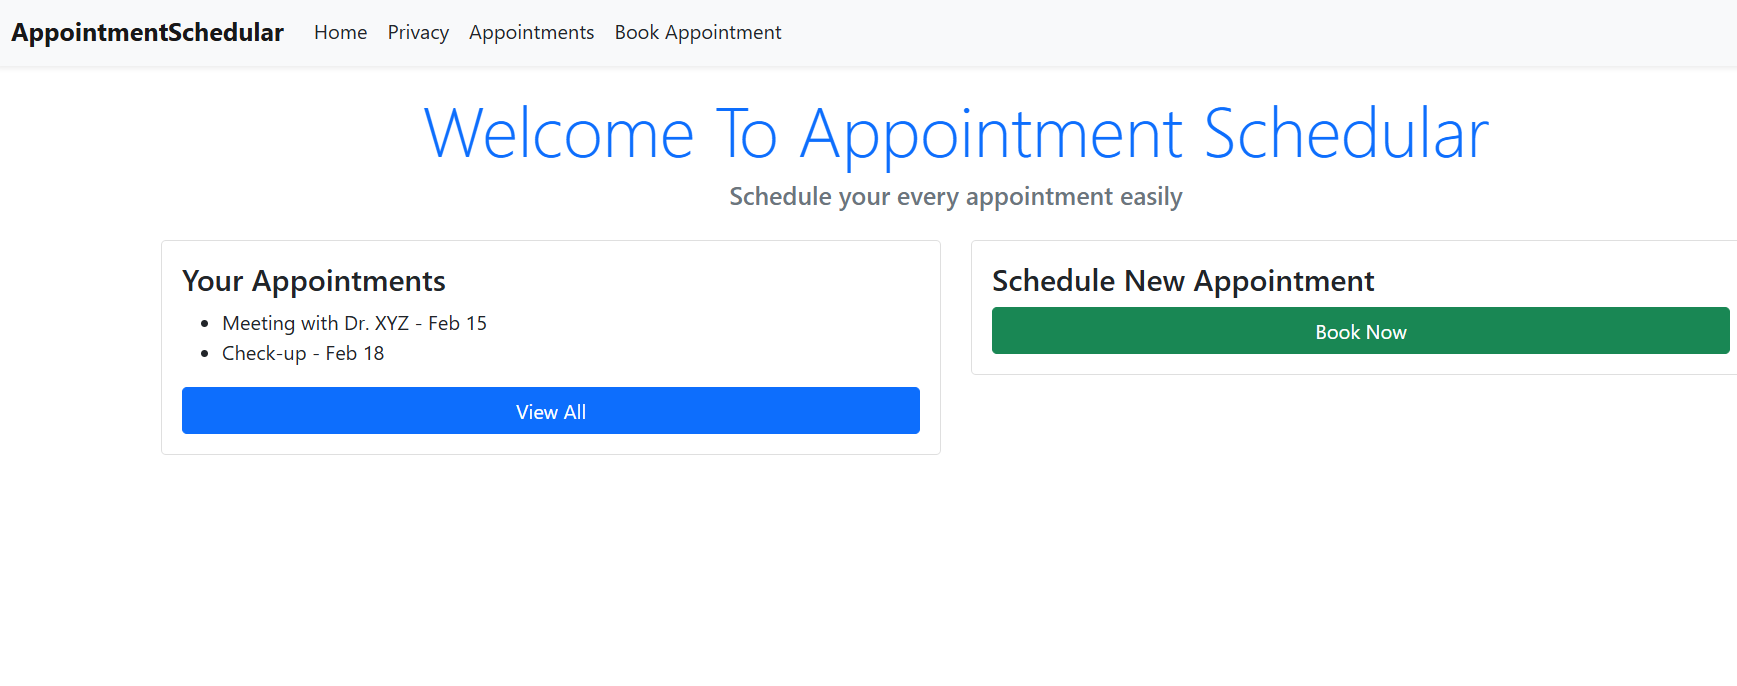 AppointmentSchedular Home Privacy Appointments Book Appointment
Welcome To Appointment Schedular
Schedule your every appointment easily
Your Appointments
Meeting with Dr. XYZ - Feb 15
Check-up - Feb 18
View All
Schedule New Appointment
Book Now